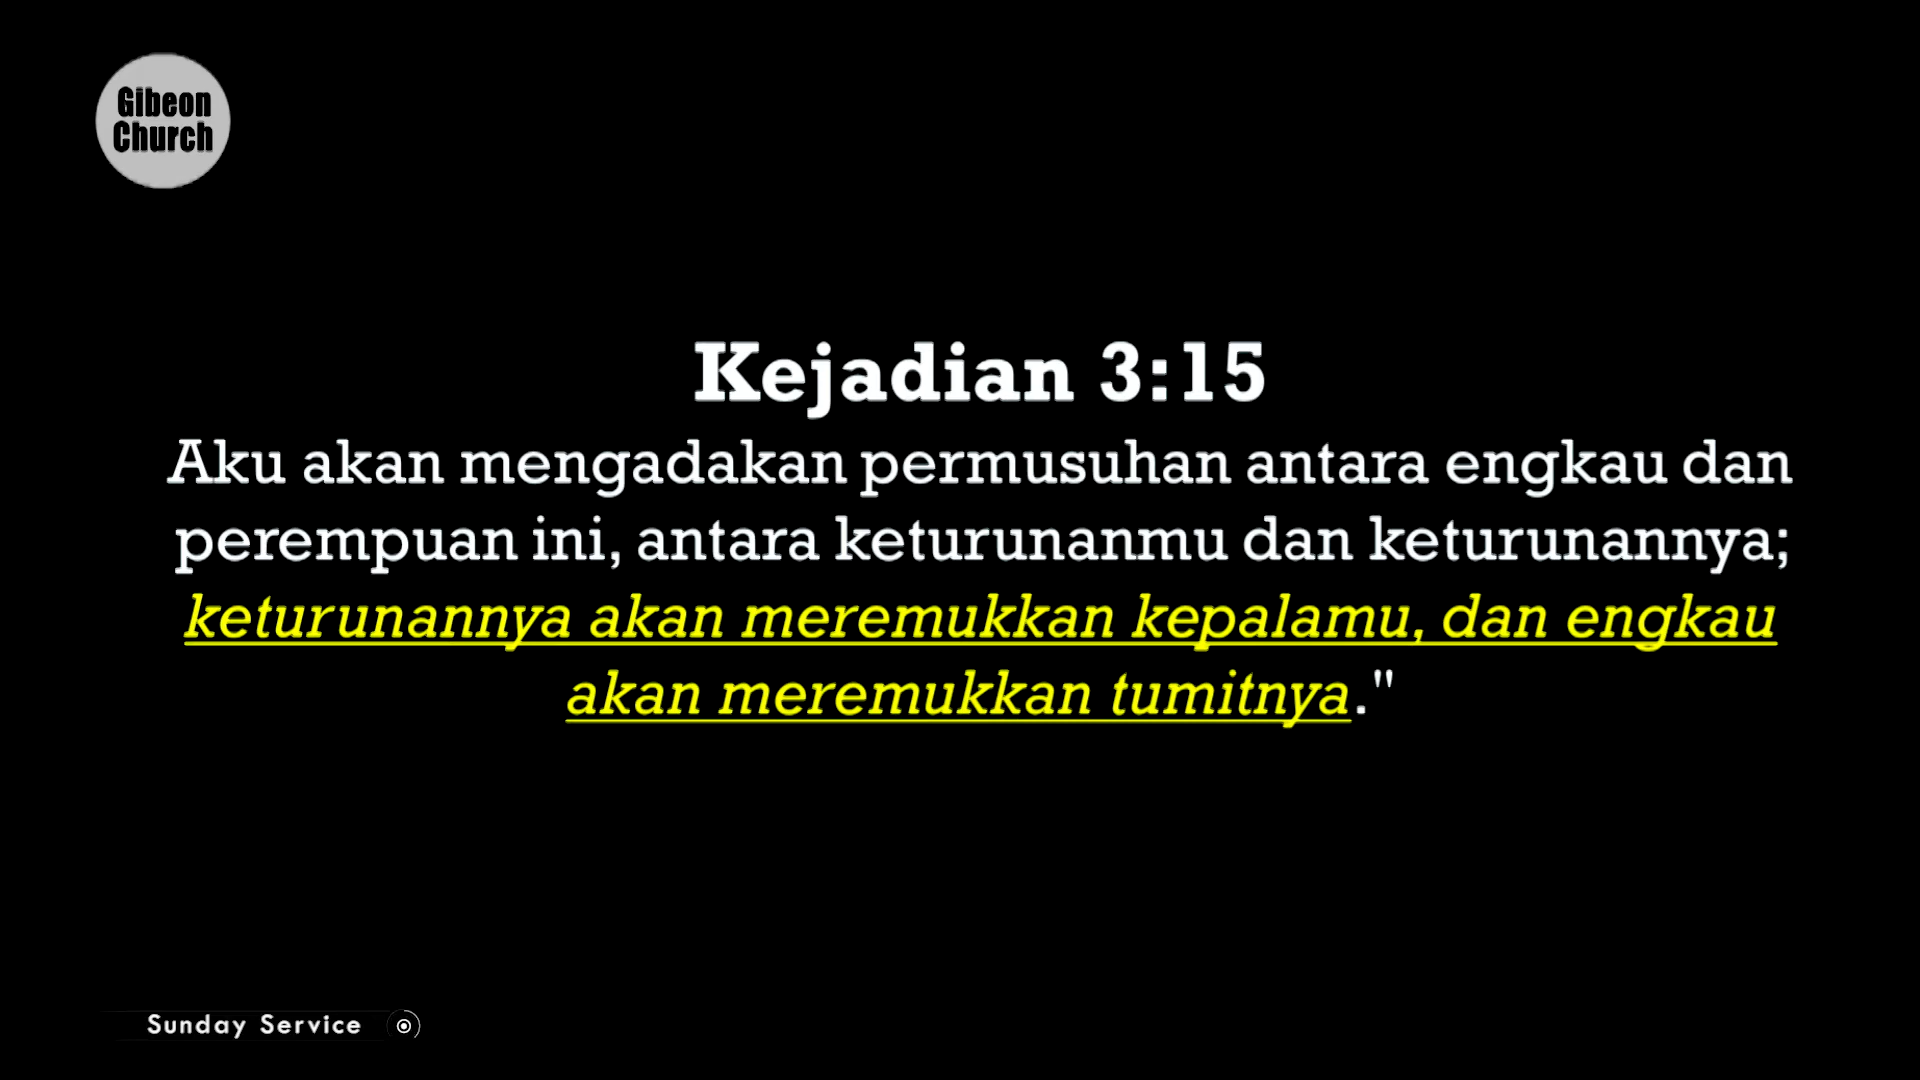 Gibeon
Church
Kejadian 3:15
Aku akan mengadakan permusuhan antara engkau dan
perempuan ini, antara keturunanmu dan keturunannya;
keturunannya akan meremukkan kepalamu, dan engkau
akan meremukkan tumitnya."
Sunday Service